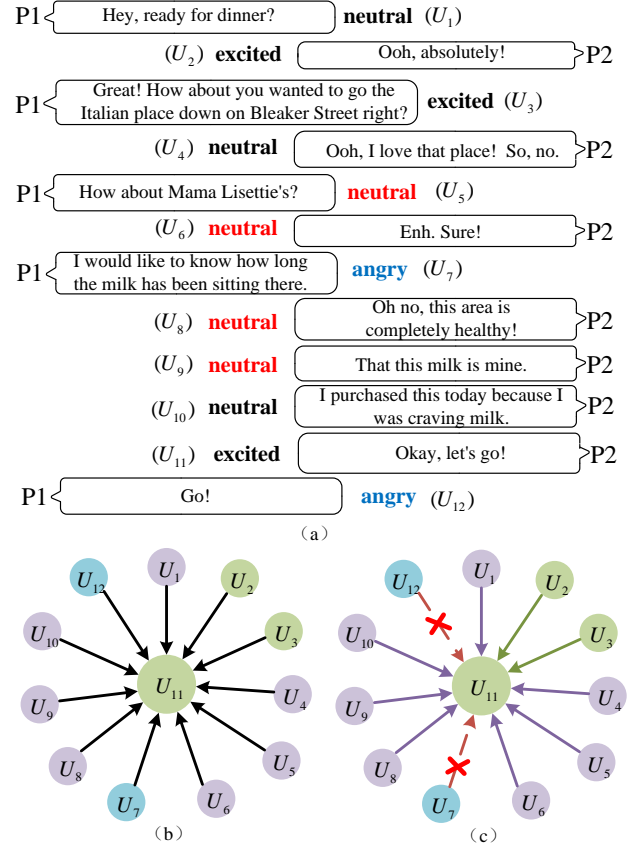 P1 Hey, ready for dinner? neutral (U1)
(U2) excited Ooh, absolutely! P2
Great! How about you wanted to go the
P1 Italian place down on Bleaker Street right? excited (U3)
(U4) neutral Ooh, I love that place! So, no. P2
P1 How about Mama Lisettie's? neutral (U5)
(U6) neutral Enh. Sure! P2
P1 I would like to know how long
the milk has been sitting there. angry (U7)
(U8) neutral Oh no, this area is
completely healthy! P2
(U9) neutral That this milk is mine. P2
(U10) neutral I purchased this today because I
was craving milk. P2
(U11) excited Okay, let's go! P2
P1 Go! angry (U12)
(a)
U12 U1 U2 U3 U4 U5 U6 U7 U8 U9 U10 U11
(b)
U12 U1 U2 U3 U4 U5 U6 U7 U8 U9 U10 U11
(c)